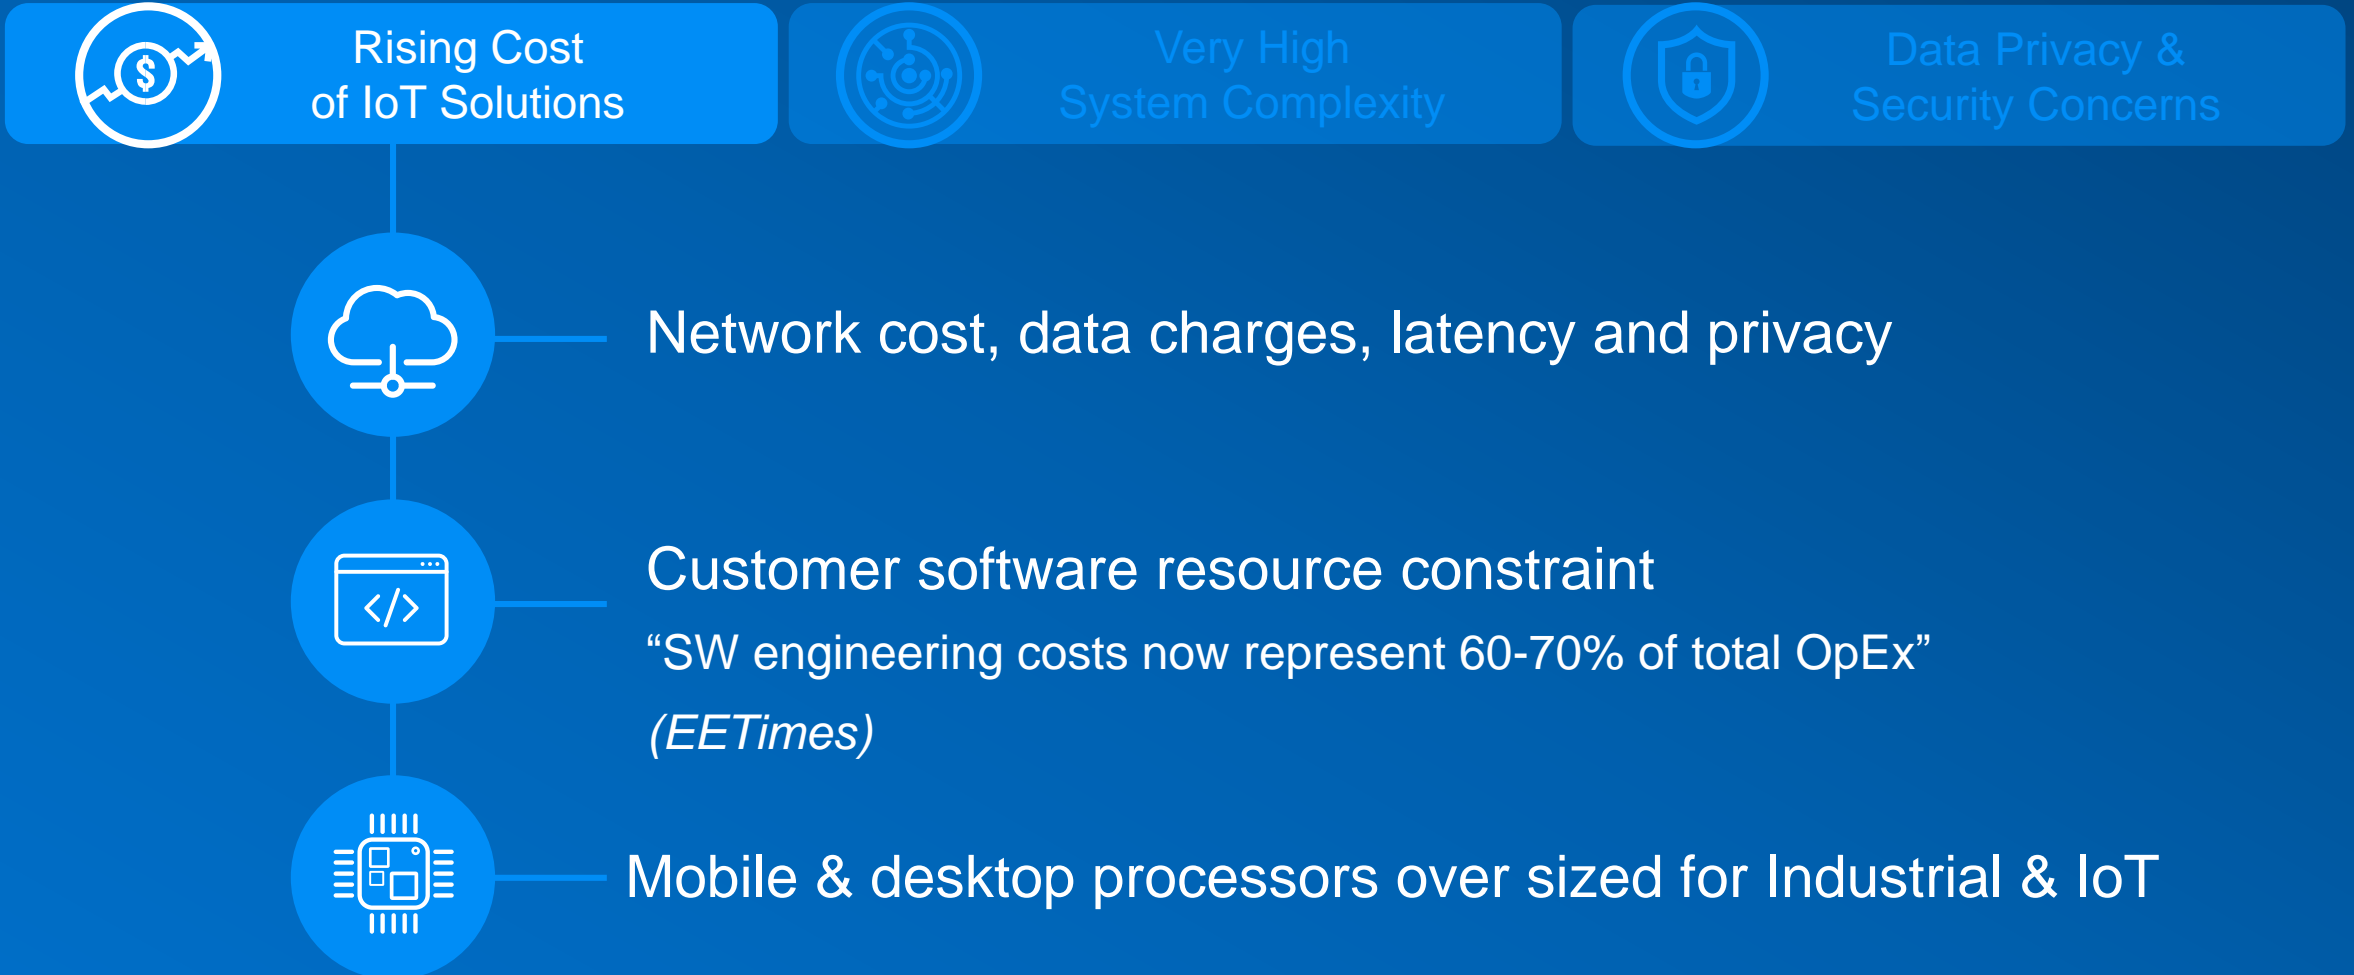 Rising Cost
of IoT Solutions
Very High
System Complexity
Data Privacy &
Security Concerns
Network cost, data charges, latency and privacy
Customer software resource constraint
“SW engineering costs now represent 60-70% of total OpEx”
(EETimes)
Mobile & desktop processors over sized for Industrial & IoT